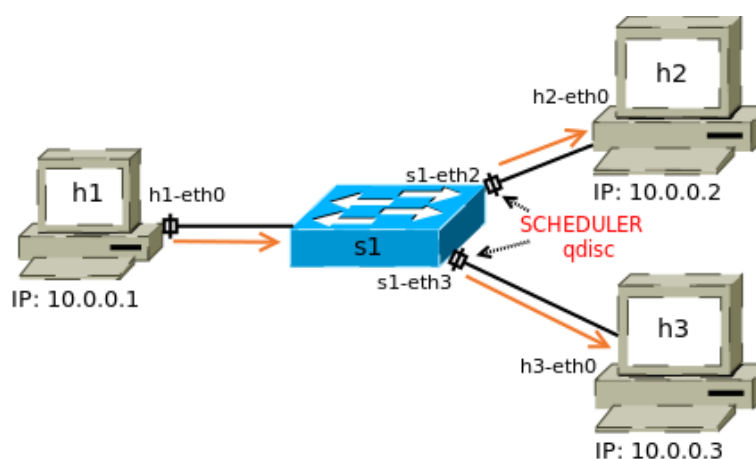 h1
h1-eth0
IP: 10.0.0.1
s1
s1-eth2
s1-eth3
SCHEDULER
qdisc
h2-eth0
h2
IP: 10.0.0.2
h3
h3-eth0
IP: 10.0.0.3